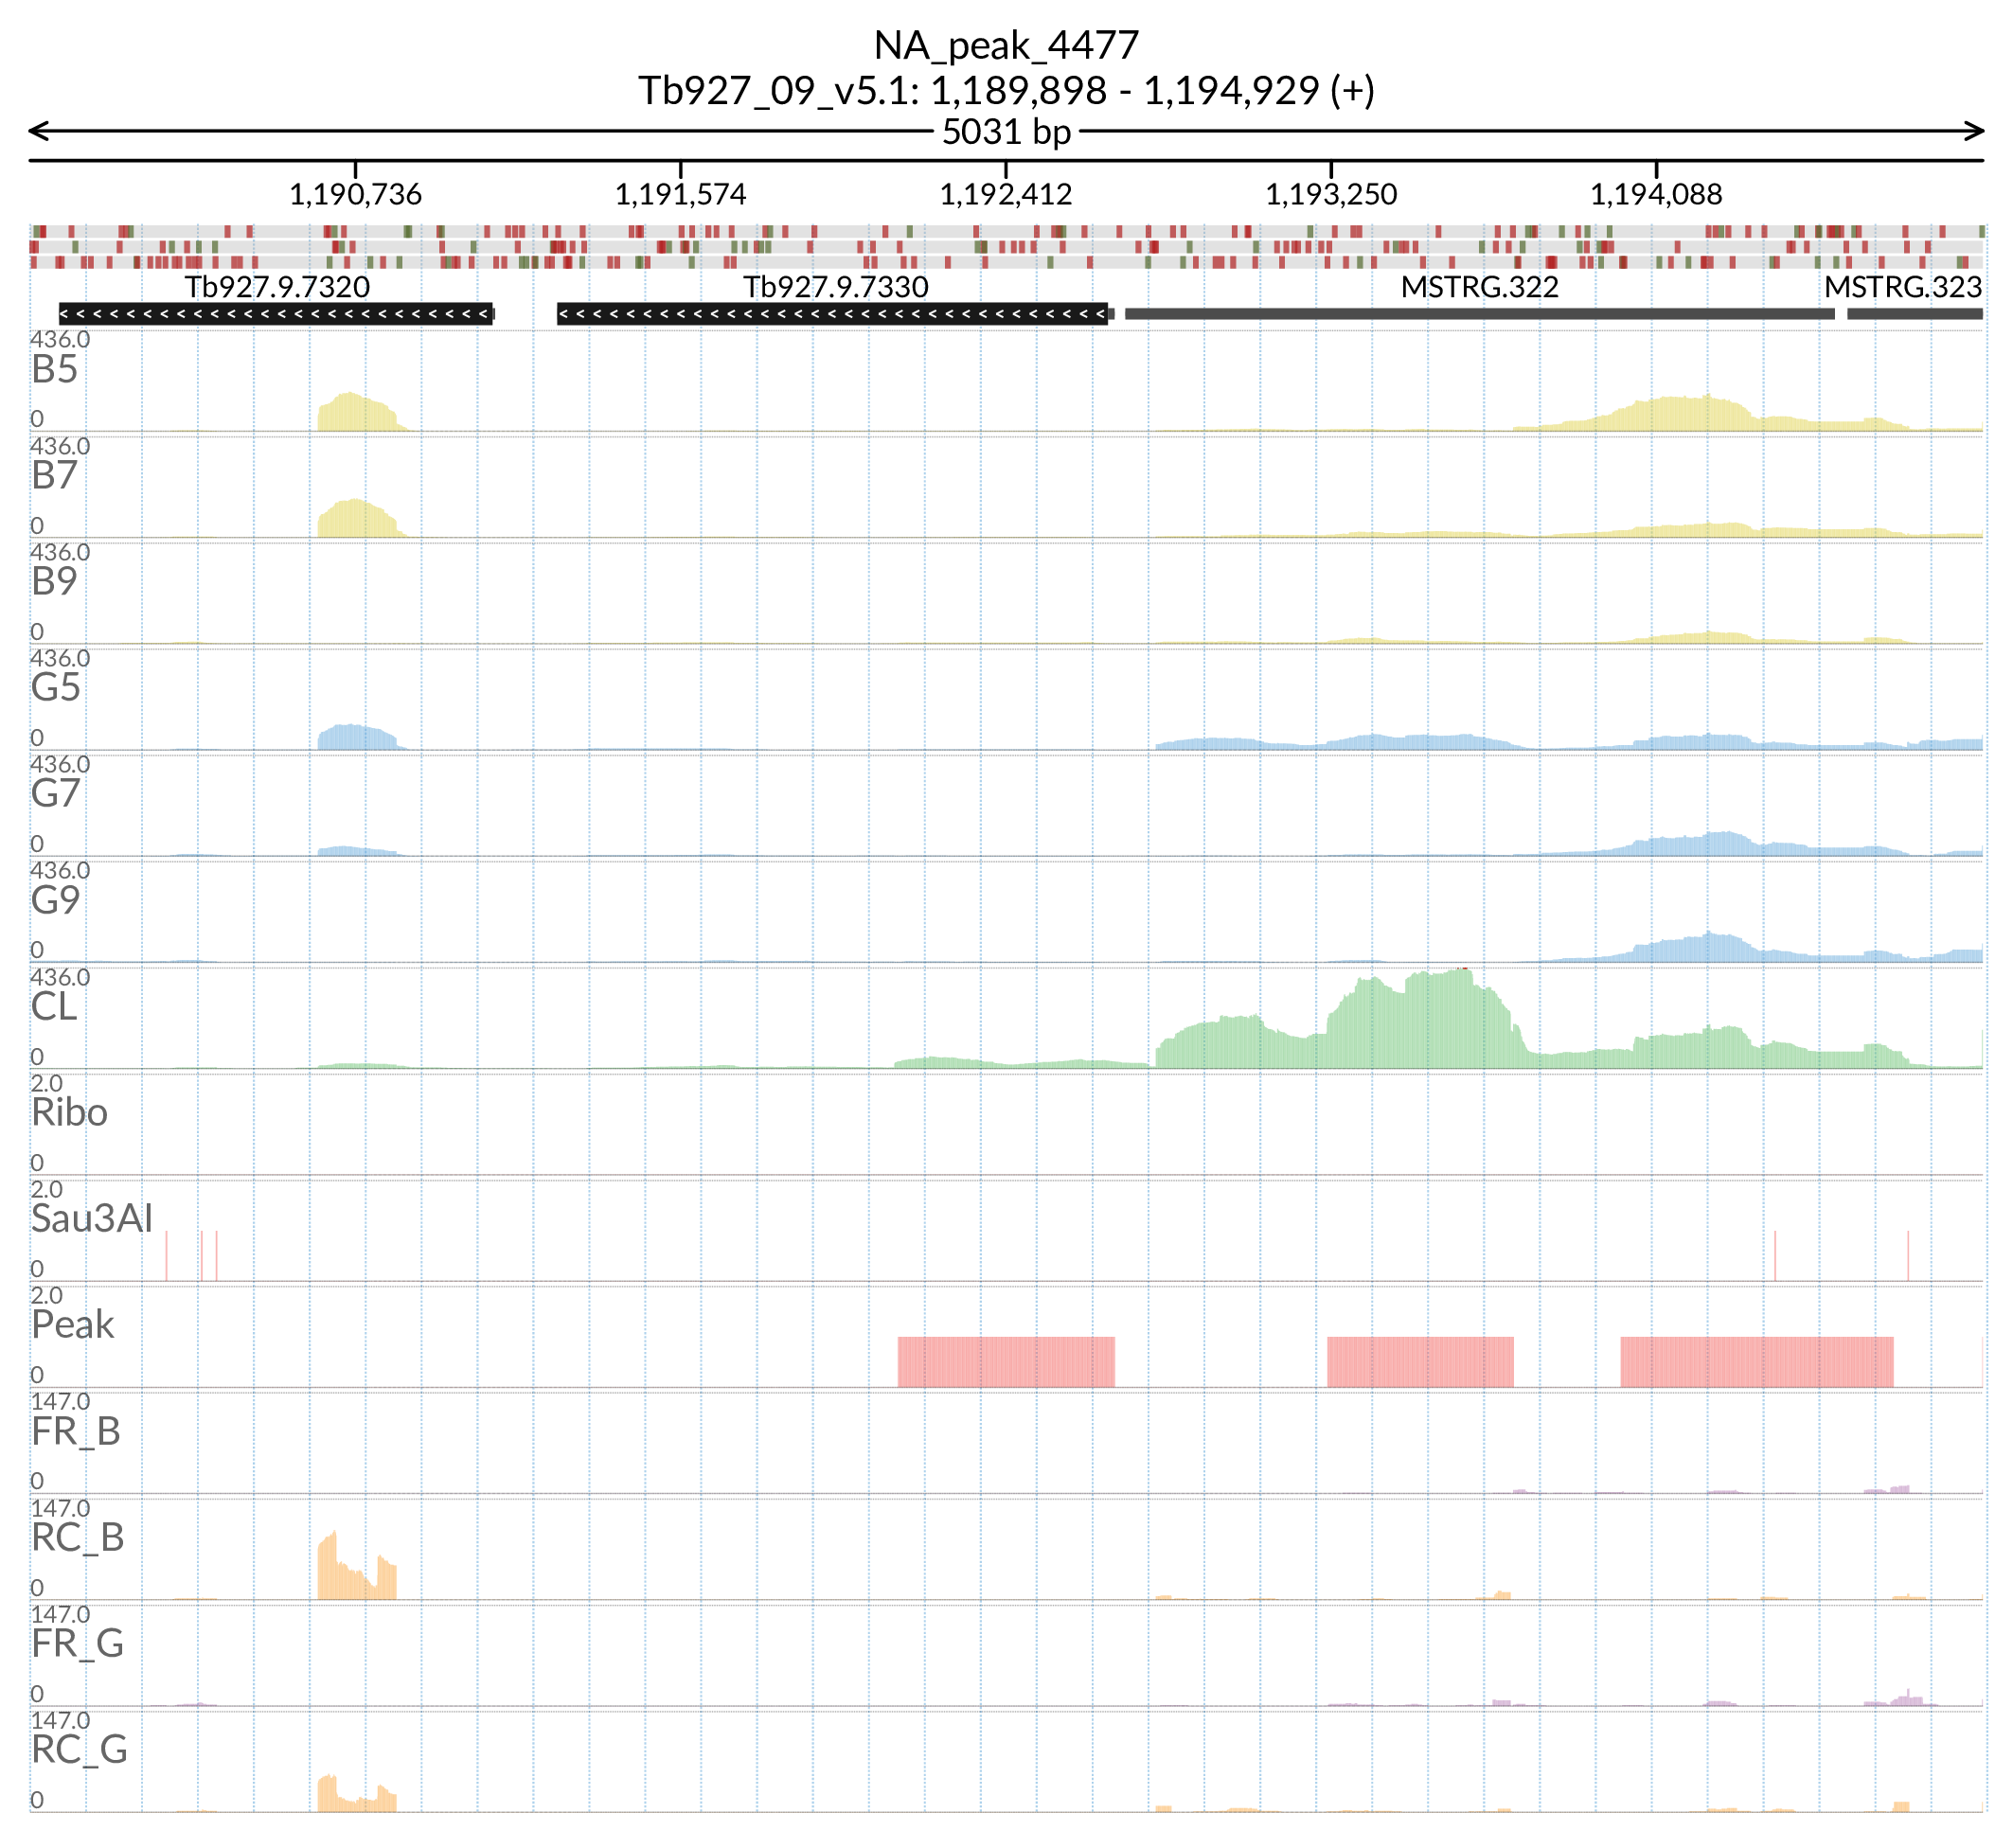 NA_peak_4477
Tb927_09_v5.1: 1,189,898 - 1,194,929 (+)
5031 bp
1,190,736 1,191,574 1,192,412 1,193,250 1,194,088
Tb927.9.7320 Tb927.9.7330 MSTRG.322 MSTRG.323
436.0
B5
0
436.0
B7
0
436.0
B9
0
436.0
G5
0
436.0
G7
0
436.0
G9
0
436.0
CL
0
2.0
Ribo
0
2.0
Sau3AI
0
2.0
Peak
0
147.0
FR_B
0
147.0
RC_B
0
147.0
FR_G
0
147.0
RC_G
0